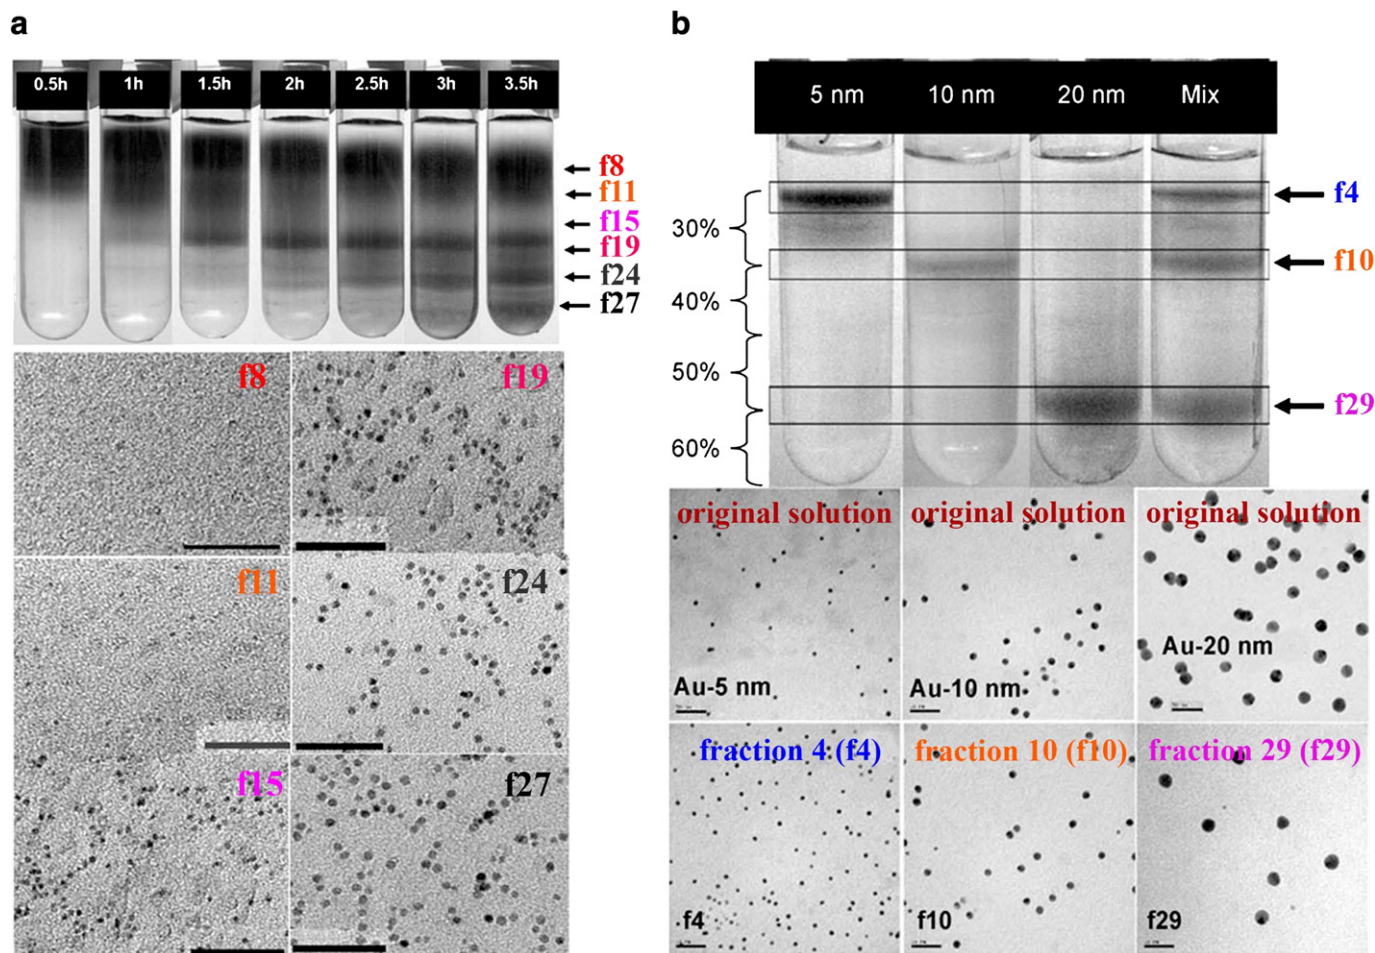 a
0.5h 1h 1.5h 2h 2.5h 3h 3.5h
f8
f11
f15
f19
f24
f27
f8
f19
f11
f24
f15
f27
b
5 nm 10 nm 20 nm Mix
f4
30%
f10
40%
50%
f29
60%
original solution original solution original solution
Au-5 nm
Au-10 nm
Au-20 nm
fraction 4 (f4) fraction 10 (f10) fraction 29 (f29)
f4 f10 f29